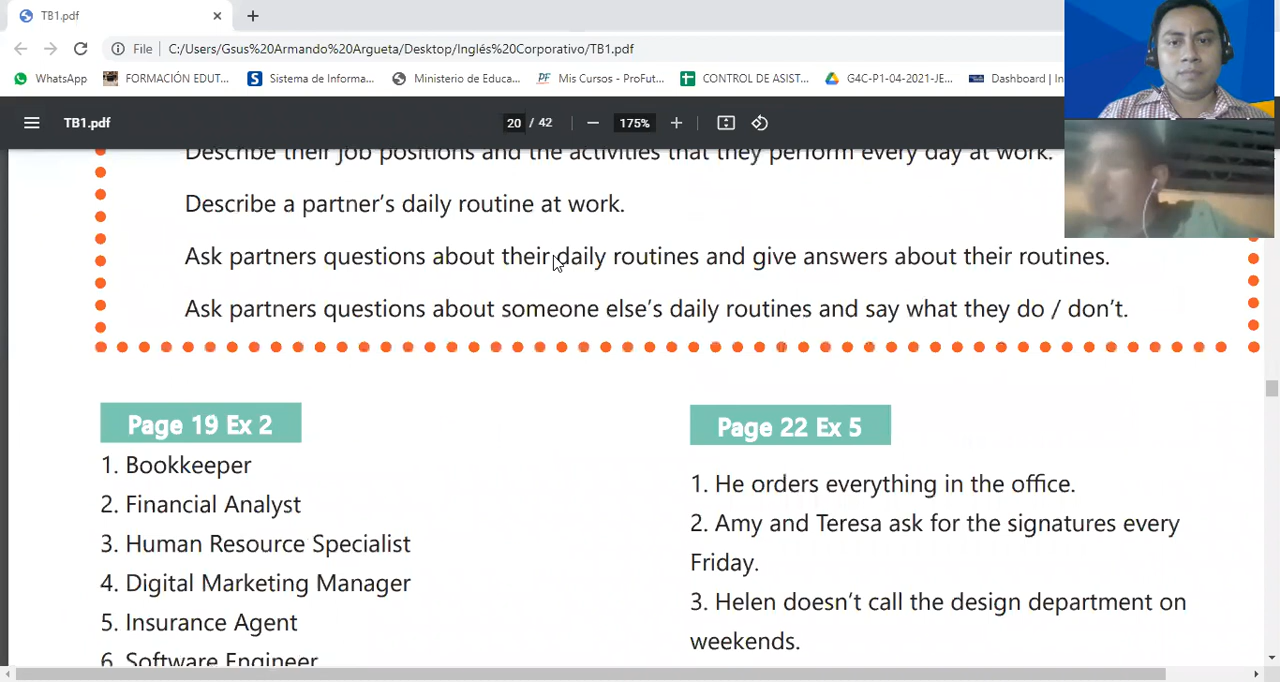 TB1.pdf
File
C:/Users/Gsus%20Armando%20Argueta/Desktop/Inglés%20Corporativo/TB1.pdf
WhatsApp
FORMACIÓN EDUT...
Sistema de Informa...
Ministerio de Educa...
PF Mis Cursos - ProFut...
CONTROL DE ASIST...
G4C-P1-04-2021-JE...
Dashboard | In
TB1.pdf
20 / 42
175%
Describe their job positions and the activities that they perform every day at work.
Describe a partner's daily routine at work.
Ask partners questions about their daily routines and give answers about their routines.
Ask partners questions about someone else's daily routines and say what they do / don't.
Page 19 Ex 2
1. Bookkeeper
2. Financial Analyst
3. Human Resource Specialist
4. Digital Marketing Manager
5. Insurance Agent
6. Software Engineer
Page 22 Ex 5
1. He orders everything in the office.
2. Amy and Teresa ask for the signatures every
Friday.
3. Helen doesn't call the design department on
weekends.